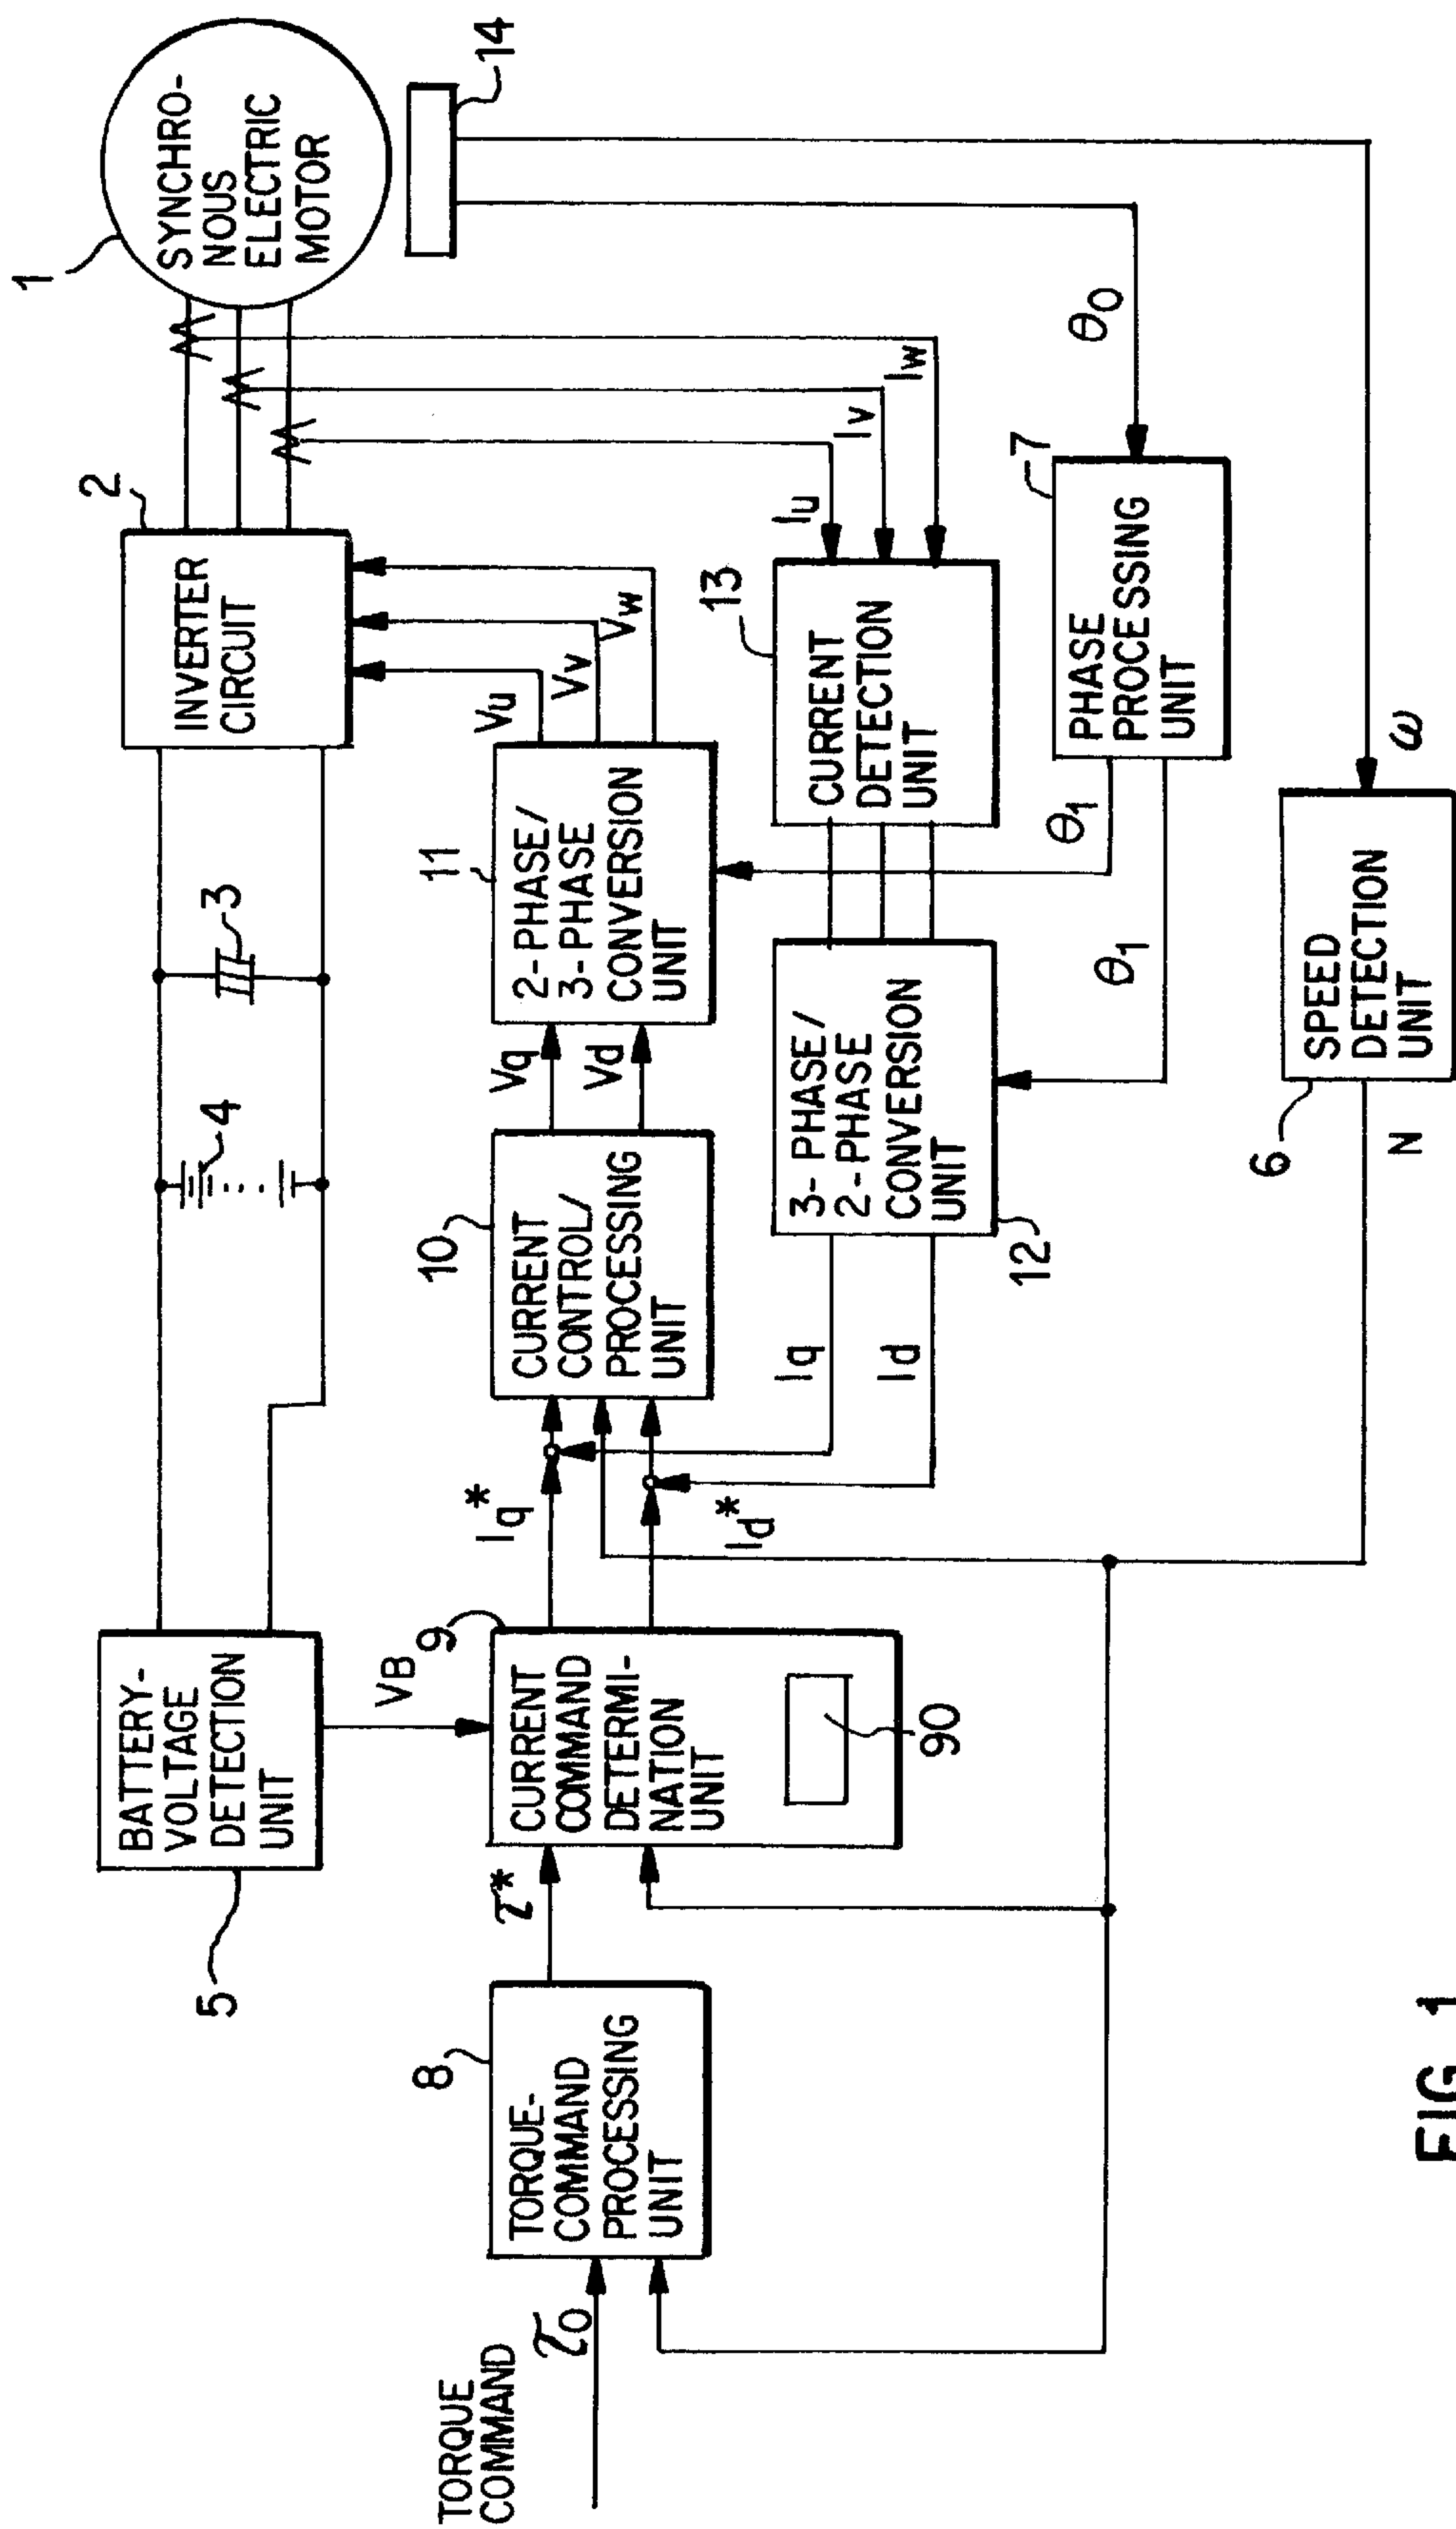 1
SYNCHRO-
NOUS
ELECTRIC
MOTOR
14
2
INVERTER
CIRCUIT
3
4
BATTERY-
VOLTAGE
DETECTION
UNIT
5
VB
TORQUE
COMMAND
τ0
8
TORQUE-
COMMAND
PROCESSING
UNIT
τ*
9
CURRENT
COMMAND
DETERMI-
NATION
UNIT
90
Iq*
Id*
10
CURRENT
CONTROL/
PROCESSING
UNIT
Vq
Vd
11
2-PHASE/
3-PHASE
CONVERSION
UNIT
Vu
Vv
Vw
Iq
Id
12
3-PHASE/
2-PHASE
CONVERSION
UNIT
13
CURRENT
DETECTION
UNIT
Iu
Iv
Iw
θ1
θ1
7
PHASE
PROCESSING
UNIT
θ0
6
SPEED
DETECTION
UNIT
N
ω
FIG. 1